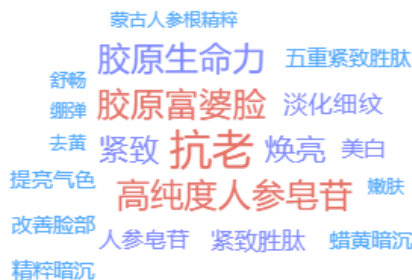 蒙古人参根精粹
胶原生命力 五重紧致胜肽
舒畅
绷弹 胶原富婆脸 淡化细纹
去黄 紧致 抗老 焕亮 美白
提亮气色 高纯度人参皂苷 嫩肤
改善脸部 人参皂苷 紧致胜肽 蜡黄暗沉
精粹暗沉